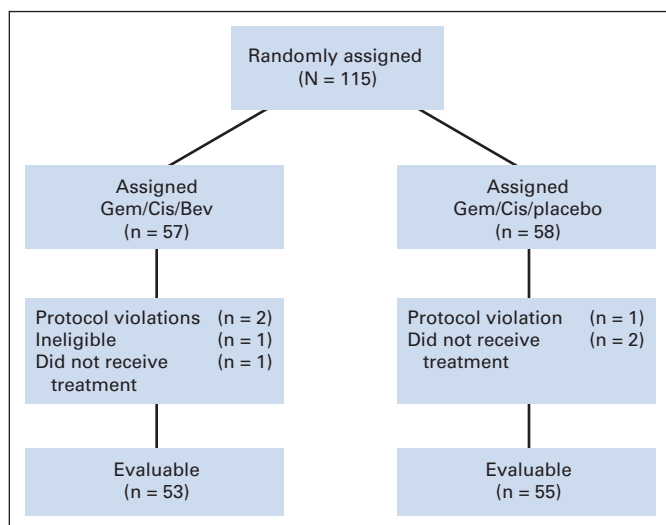 Randomly assigned
(N = 115)
Assigned
Gem/Cis/Bev
(n = 57)
Assigned
Gem/Cis/placebo
(n = 58)
Protocol violations (n = 2)
Ineligible (n = 1)
Did not receive (n = 1)
treatment
Protocol violation (n = 1)
Did not receive (n = 2)
treatment
Evaluable
(n = 53)
Evaluable
(n = 55)